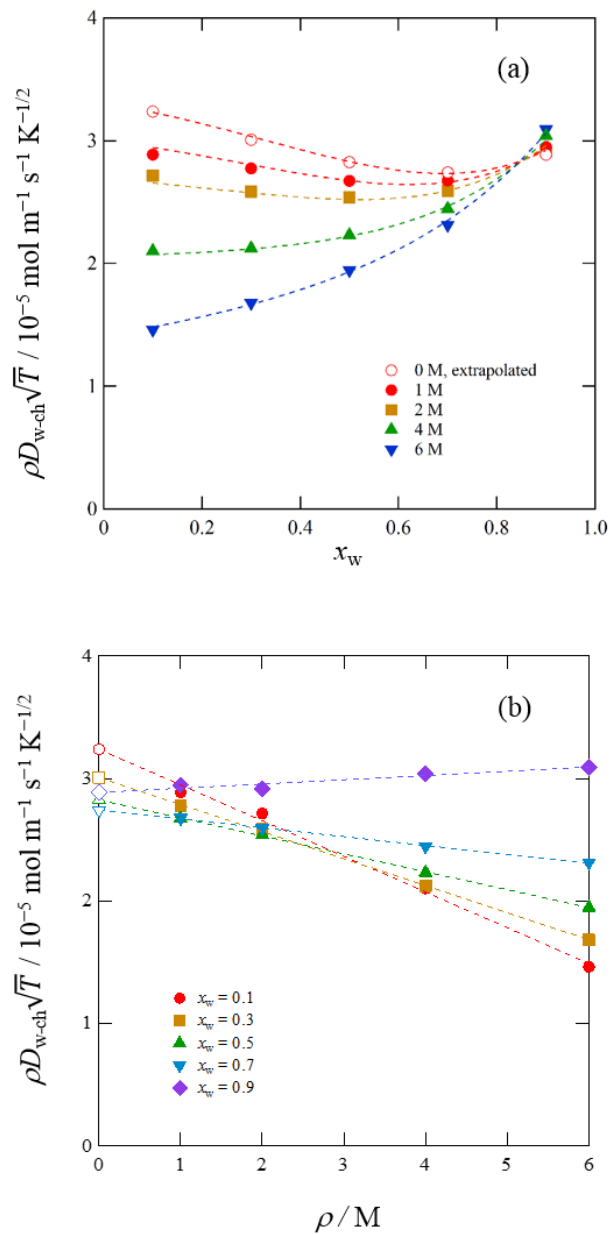 4
(a)
3
2
1
0
ρD_w-ch√T / 10⁻⁵ mol m⁻¹ s⁻¹ K⁻¹/²
0 M, extrapolated
1 M
2 M
4 M
6 M
0 0.2 0.4 0.6 0.8 1.0
x_w
4
(b)
3
2
1
0
ρD_w-ch√T / 10⁻⁵ mol m⁻¹ s⁻¹ K⁻¹/²
x_w = 0.1
x_w = 0.3
x_w = 0.5
x_w = 0.7
x_w = 0.9
0 1 2 3 4 5 6
ρ / M